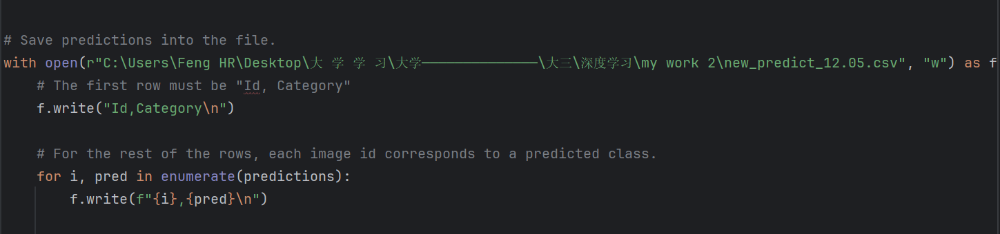 # Save predictions into the file.
with open(r"C:\Users\Feng HR\Desktop\大 学 学 习\大学——————————————\大三\深度学习\my work 2\new_predict_12.05.csv", "w") as f
# The first row must be "Id, Category"
f.write("Id,Category\n")
# For the rest of the rows, each image id corresponds to a predicted class.
for i, pred in enumerate(predictions):
f.write(f"{i},{pred}\n")